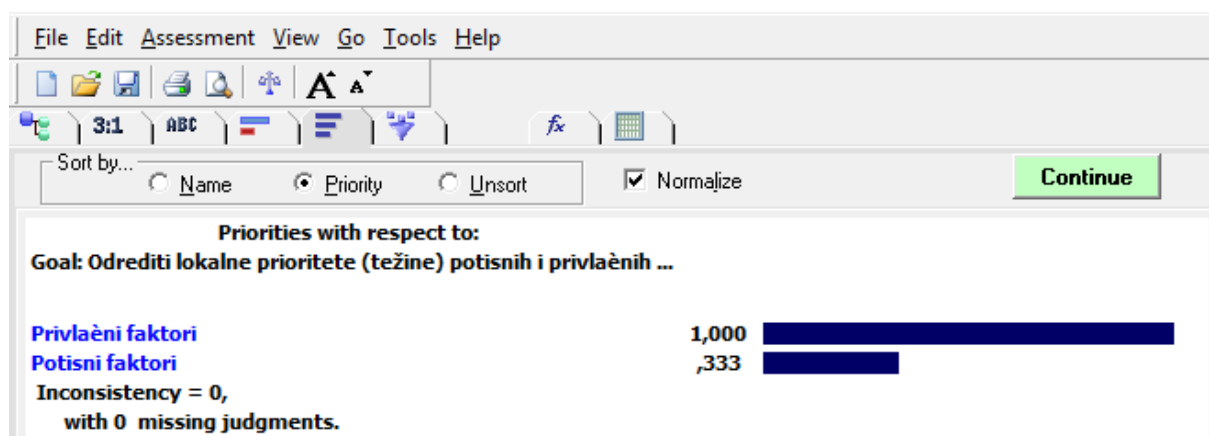 File Edit Assessment View Go Tools Help
A A
3:1 ABC fx
Sort by... Name Priority Unsort Normalize Continue
Priorities with respect to:
Goal: Odrediti lokalne prioritete (težine) potisnih i privlaènih ...
Privlaèni faktori 1,000
Potisni faktori ,333
Inconsistency = 0,
with 0 missing judgments.